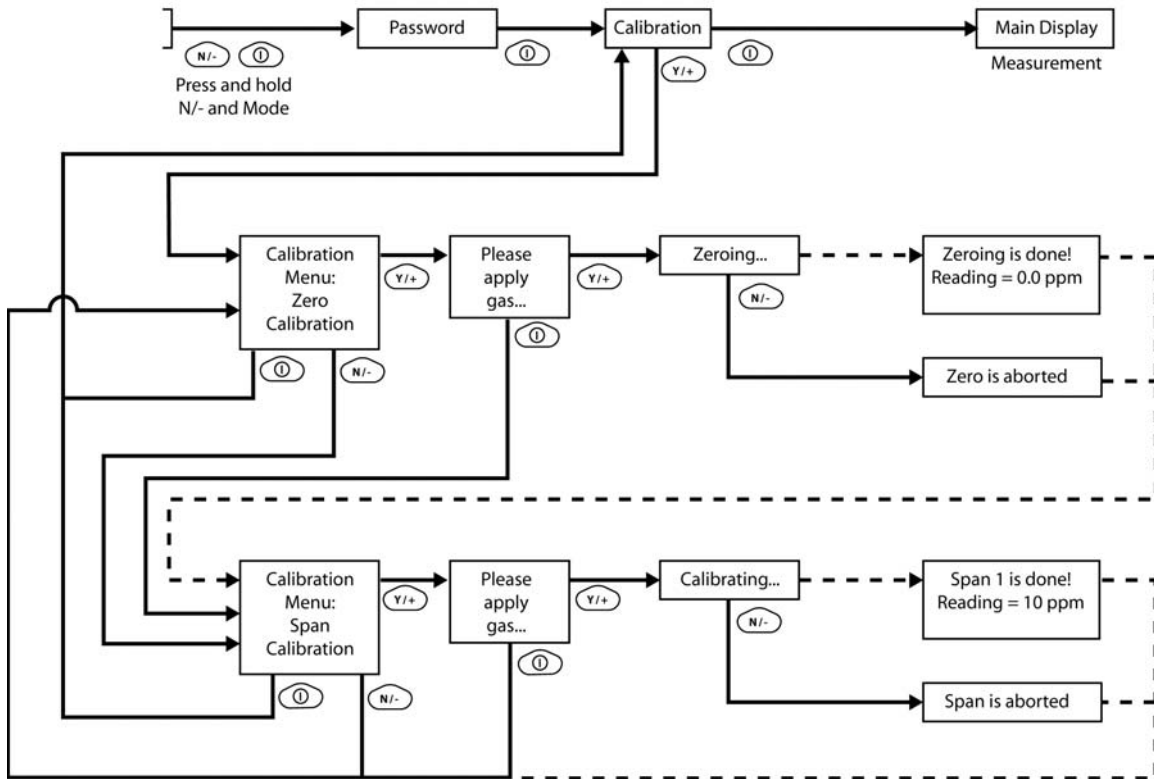 Password
Calibration
Main Display
N/-
Y/+
Measurement
Press and hold
N/- and Mode
Calibration
Menu:
Zero
Calibration
Y/+
Please
apply
gas...
Y/+
Zeroing...
N/-
Zeroing is done!
Reading = 0.0 ppm
N/-
Zero is aborted
Calibration
Menu:
Span
Calibration
Y/+
Please
apply
gas...
Y/+
Calibrating...
N/-
Span 1 is done!
Reading = 10 ppm
N/-
Span is aborted